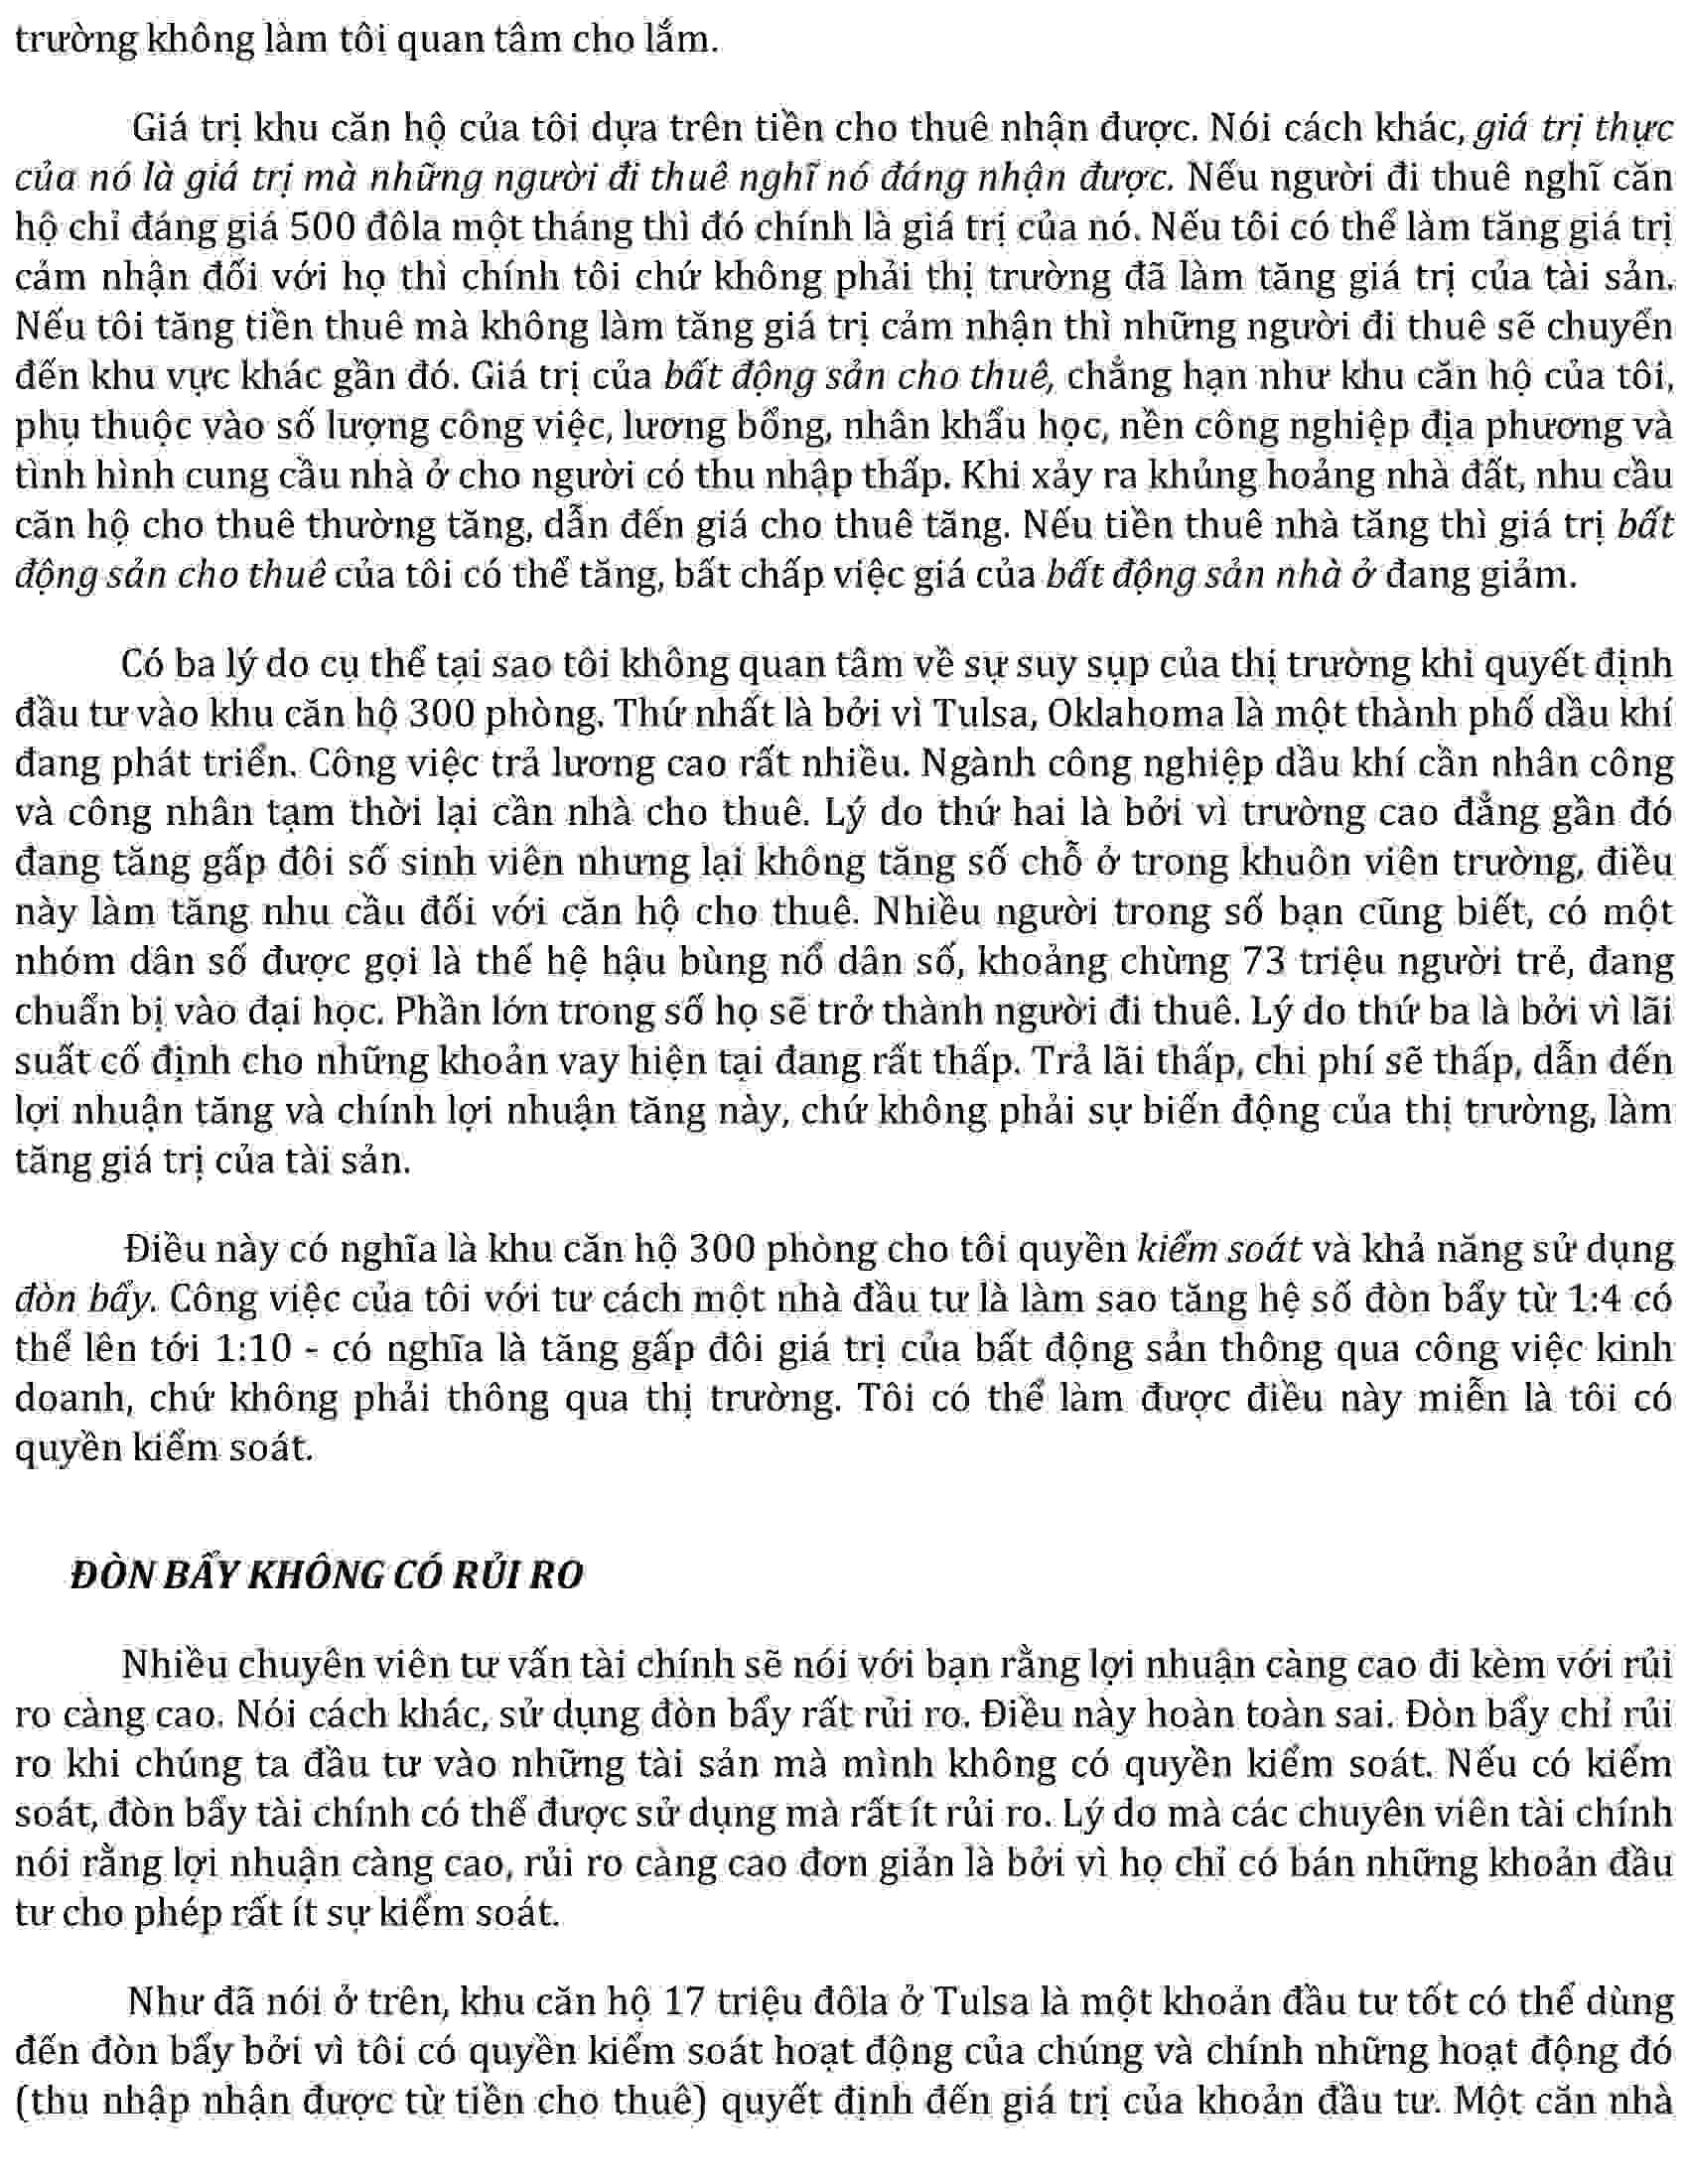 trường không làm tôi quan tâm cho lắm.
Giá trị khu căn hộ của tôi dựa trên tiền cho thuê nhận được. Nói cách khác, giá trị thực
của nó là giá trị mà những người đi thuê nghĩ nó đáng nhận được. Nếu người đi thuê nghĩ căn
hộ chỉ đáng giá 500 đôla một tháng thì đó chính là giá trị của nó. Nếu tôi có thể làm tăng giá trị
cảm nhận đối với họ thì chính tôi chứ không phải thị trường đã làm tăng giá trị của tài sản.
Nếu tôi tăng tiền thuê mà không làm tăng giá trị cảm nhận thì những người đi thuê sẽ chuyển
đến khu vực khác gần đó. Giá trị của bất động sản cho thuê, chẳng hạn như khu căn hộ của tôi,
phụ thuộc vào số lượng công việc, lương bổng, nhân khẩu học, nền công nghiệp địa phương và
tình hình cung cầu nhà ở cho người có thu nhập thấp. Khi xảy ra khủng hoảng nhà đất, nhu cầu
căn hộ cho thuê thường tăng, dẫn đến giá cho thuê tăng. Nếu tiền thuê nhà tăng thì giá trị bất
động sản cho thuê của tôi có thể tăng, bất chấp việc giá của bất động sản nhà ở đang giảm.
Có ba lý do cụ thể tại sao tôi không quan tâm về sự suy sụp của thị trường khi quyết định
đầu tư vào khu căn hộ 300 phòng. Thứ nhất là bởi vì Tulsa, Oklahoma là một thành phố dầu khí
đang phát triển. Công việc trả lương cao rất nhiều. Ngành công nghiệp dầu khí cần nhân công
và công nhân tạm thời lại cần nhà cho thuê. Lý do thứ hai là bởi vì trường cao đẳng gần đó
đang tăng gấp đôi số sinh viên nhưng lại không tăng số chỗ ở trong khuôn viên trường, điều
này làm tăng nhu cầu đối với căn hộ cho thuê. Nhiều người trong số bạn cũng biết, có một
nhóm dân số được gọi là thế hệ hậu bùng nổ dân số, khoảng chừng 73 triệu người trẻ, đang
chuẩn bị vào đại học. Phần lớn trong số họ sẽ trở thành người đi thuê. Lý do thứ ba là bởi vì lãi
suất cố định cho những khoản vay hiện tại đang rất thấp. Trả lãi thấp, chi phí sẽ thấp, dẫn đến
lợi nhuận tăng và chính lợi nhuận tăng này, chứ không phải sự biến động của thị trường, làm
tăng giá trị của tài sản.
Điều này có nghĩa là khu căn hộ 300 phòng cho tôi quyền kiểm soát và khả năng sử dụng
đòn bẩy. Công việc của tôi với tư cách một nhà đầu tư là làm sao tăng hệ số đòn bẩy từ 1:4 có
thể lên tới 1:10 - có nghĩa là tăng gấp đôi giá trị của bất động sản thông qua công việc kinh
doanh, chứ không phải thông qua thị trường. Tôi có thể làm được điều này miễn là tôi có
quyền kiểm soát.
ĐÒN BẨY KHÔNG CÓ RỦI RO
Nhiều chuyên viên tư vấn tài chính sẽ nói với bạn rằng lợi nhuận càng cao đi kèm với rủi
ro càng cao. Nói cách khác, sử dụng đòn bẩy rất rủi ro. Điều này hoàn toàn sai. Đòn bẩy chỉ rủi
ro khi chúng ta đầu tư vào những tài sản mà mình không có quyền kiểm soát. Nếu có kiểm
soát, đòn bẩy tài chính có thể được sử dụng mà rất ít rủi ro. Lý do mà các chuyên viên tài chính
nói rằng lợi nhuận càng cao, rủi ro càng cao đơn giản là bởi vì họ chỉ có bán những khoản đầu
tư cho phép rất ít sự kiểm soát.
Như đã nói ở trên, khu căn hộ 17 triệu đôla ở Tulsa là một khoản đầu tư tốt có thể dùng
đến đòn bẩy bởi vì tôi có quyền kiểm soát hoạt động của chúng và chính những hoạt động đó
(thu nhập nhận được từ tiền cho thuê) quyết định đến giá trị của khoản đầu tư. Một căn nhà